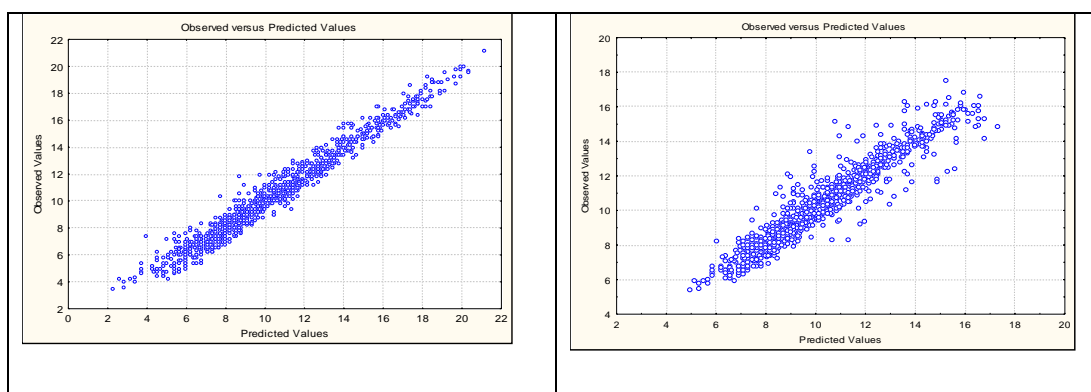 Observed versus Predicted Values
22
20
18
16
14
12
10
8
6
4
2
Observed Values
0 2 4 6 8 10 12 14 16 18 20 22
Predicted Values
Observed versus Predicted Values
20
18
16
14
12
10
8
6
4
Observed Values
2 4 6 8 10 12 14 16 18 20
Predicted Values